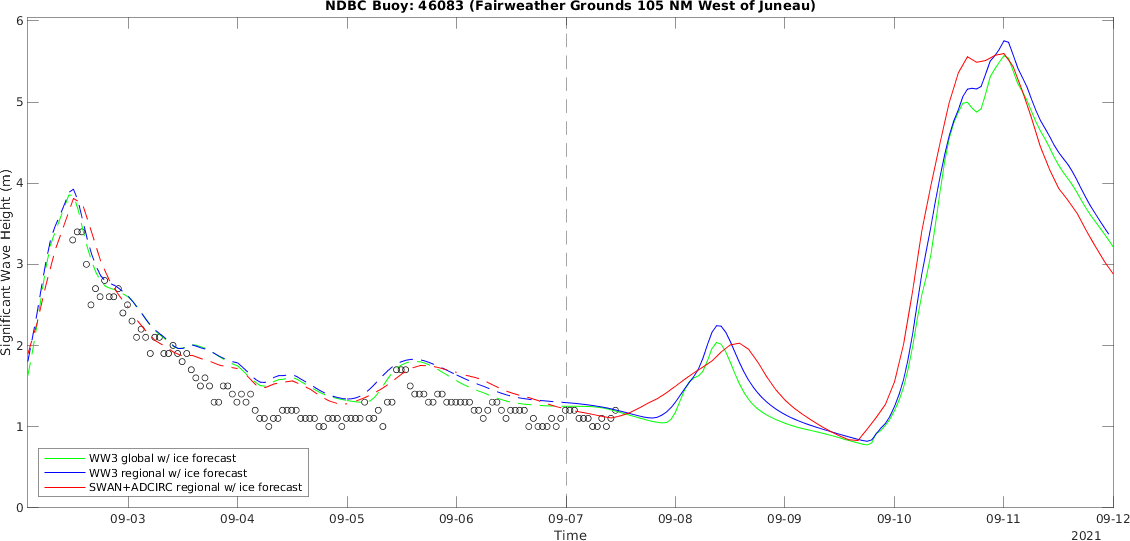 NDBC Buoy: 46083 (Fairweather Grounds 105 NM West of Juneau)
6
5
4
3
2
1
0
Significant Wave Height (m)
WW3 global w/ ice forecast
WW3 regional w/ ice forecast
SWAN+ADCIRC regional w/ ice forecast
09-03 09-04 09-05 09-06 09-07 09-08 09-09 09-10 09-11 09-12
Time
2021